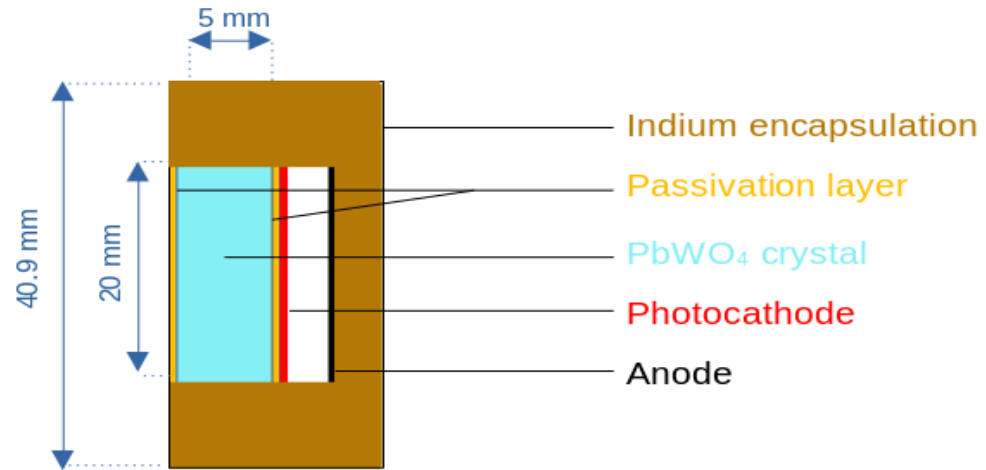 5 mm
Indium encapsulation
Passivation layer
40.9 mm
20 mm
PbWO₄ crystal
Photocathode
Anode